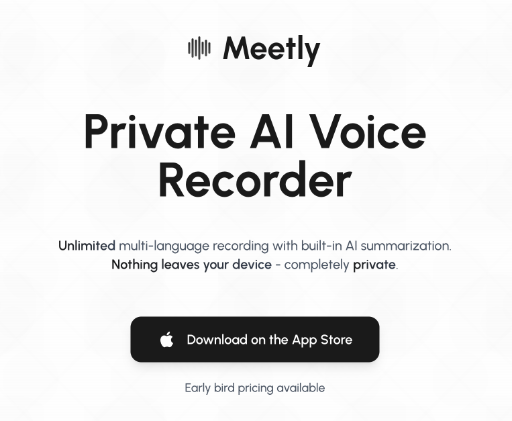 Meetly
Private AI Voice
Recorder
Unlimited multi-language recording with built-in AI summarization.
Nothing leaves your device - completely private.
Download on the App Store
Early bird pricing available